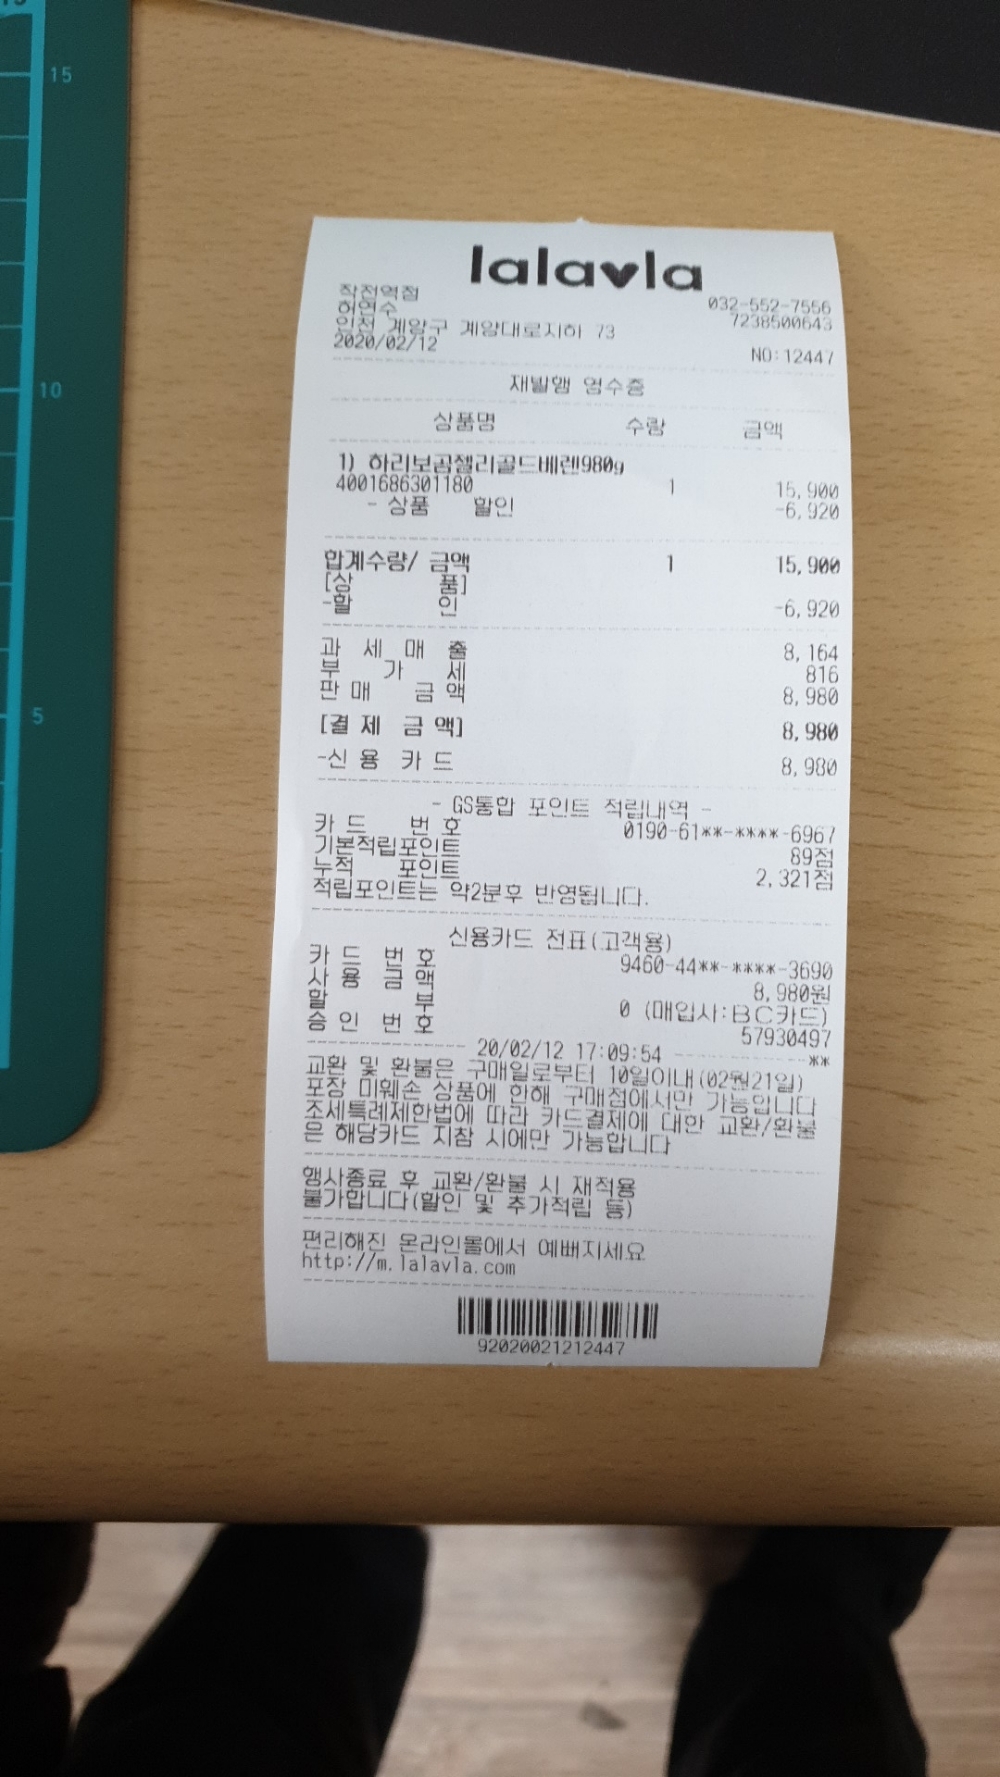 lalavla
작전역점 032-552-7556
허연수 7238500643
인천 계양구 계양대로지하 73
2020/02/12 NO:12447
재발행 영수증
상품명 수량 금액
1) 하리보곰젤리골드베렌980g
4001686301180 1 15,900
- 상품 할인 -6,920
합계수량/ 금액 1 15,900
[상 품]
-할 인 -6,920
과 세 매 출 8,164
부 가 세 816
판 매 금 액 8,980
[결 제 금 액] 8,980
-신 용 카 드 8,980
- GS통합 포인트 적립내역 -
카 드 번 호 0190-61**-****-6967
기본적립포인트 89점
누적 포인트 2,321점
적립포인트는 약2분후 반영됩니다.
신용카드 전표(고객용)
카 드 번 호 9460-44**-****-3690
사 용 금 액 8,980원
할 부 0 (매입사:BC카드)
승 인 번 호 57930497
20/02/12 17:09:54 **
교환 및 환불은 구매일로부터 10일이내(02월21일)
포장 미훼손 상품에 한해 구매점에서만 가능합니다
조세특례제한법에 따라 카드결제에 대한 교환/환불
은 해당카드 지참 시에만 가능합니다
행사종료 후 교환/환불 시 재적용
불가합니다(할인 및 추가적립 등)
편리해진 온라인몰에서 예뻐지세요
http://m.lalavla.com
92020021212447
15
10
5